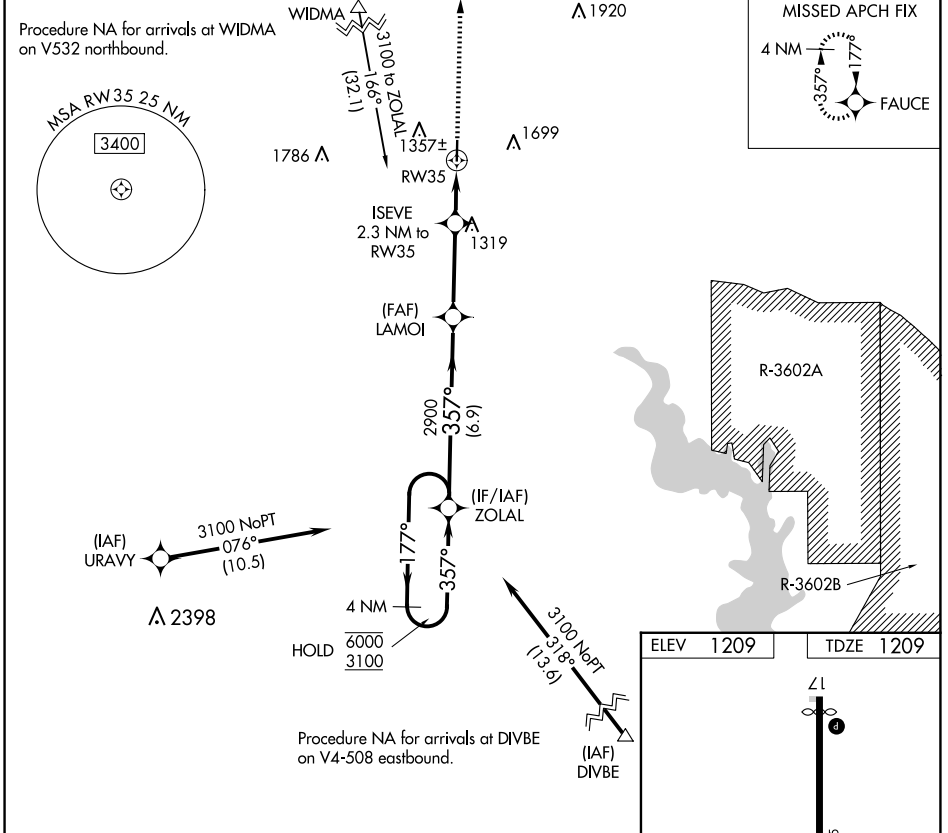 Procedure NA for arrivals at WIDMA
on V532 northbound.
WIDMA
3100 to ZOLAL
166°
(32.1)
1920
MISSED APCH FIX
4 NM
357°
177°
FAUCE
MSA RW35 25 NM
3400
1786
1357±
1699
RW35
ISEVE
2.3 NM to
RW35
1319
(FAF)
LAMOI
R-3602A
2900
357°
(6.9)
(IF/IAF)
ZOLAL
(IAF)
URAVY
3100 NoPT
076°
(10.5)
177°
357°
2398
4 NM
HOLD
6000
3100
R-3602B
3100 NoPT
318°
(13.6)
(IAF)
DIVBE
Procedure NA for arrivals at DIVBE
on V4-508 eastbound.
ELEV 1209
TDZE 1209
17
P